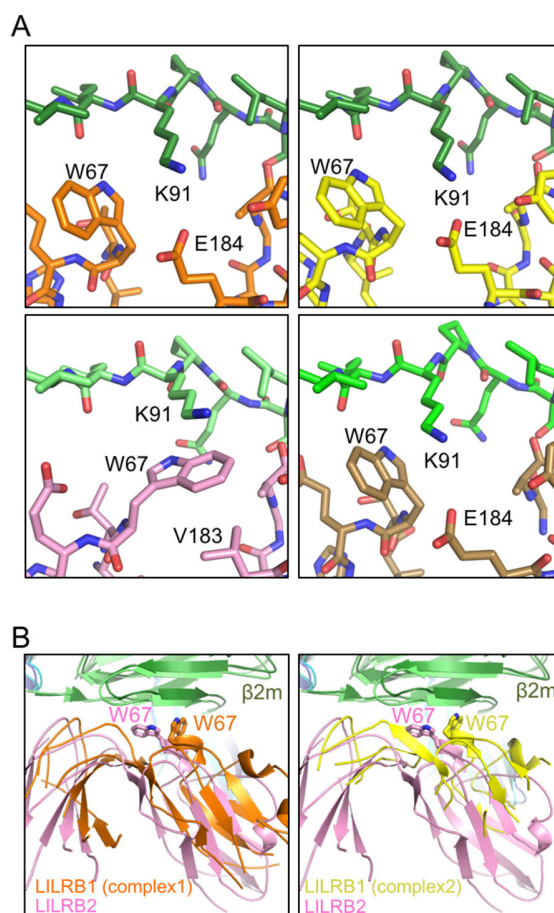 A
W67
K91
E184
W67
K91
E184
K91
W67
V183
W67
K91
E184
B
β2m
W67 W67
LILRB1 (complex1)
LILRB2
β2m
W67 W67
LILRB1 (complex2)
LILRB2